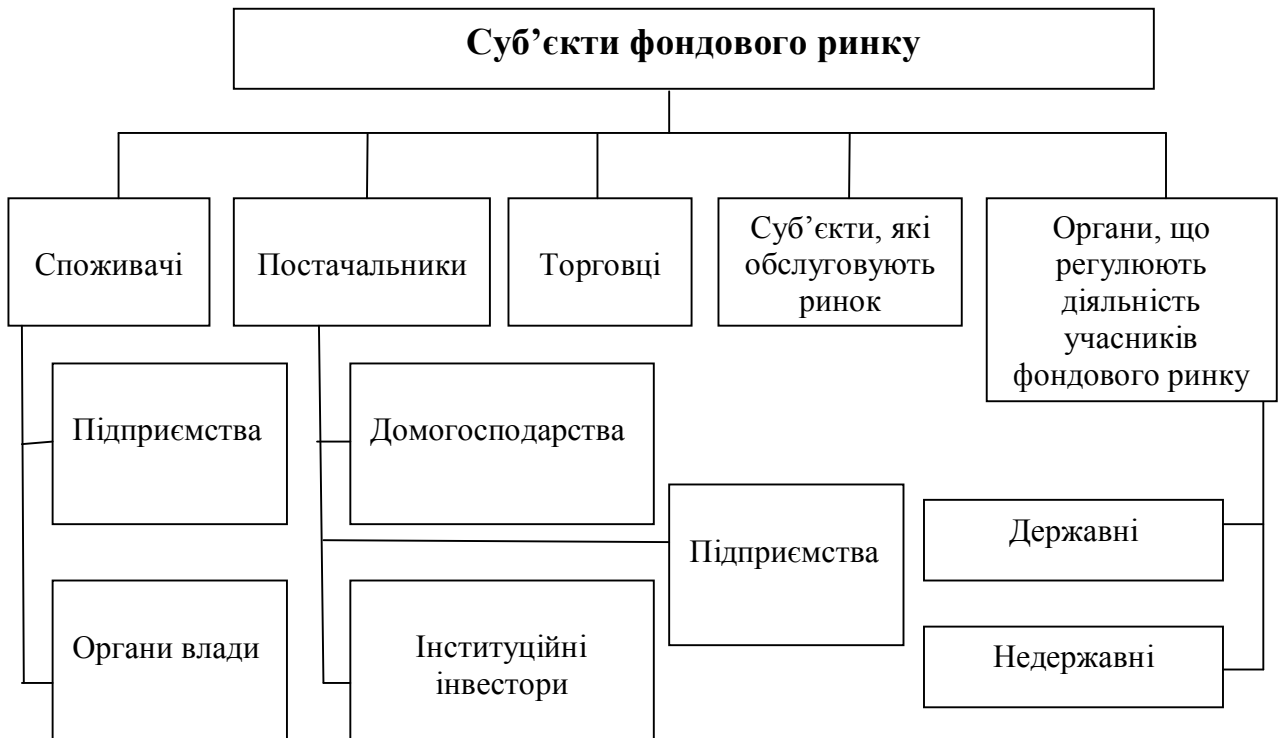 Суб’єкти фондового ринку
Споживачі
Постачальники
Торговці
Суб’єкти, які
обслуговують
ринок
Органи, що
регулюють
діяльність
учасників
фондового ринку
Підприємства
Домогосподарства
Підприємства
Державні
Органи влади
Інституційні
інвестори
Недержавні